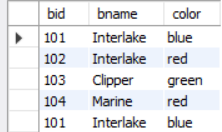 bid bname color
101 Interlake blue
102 Interlake red
103 Clipper green
104 Marine red
101 Interlake blue